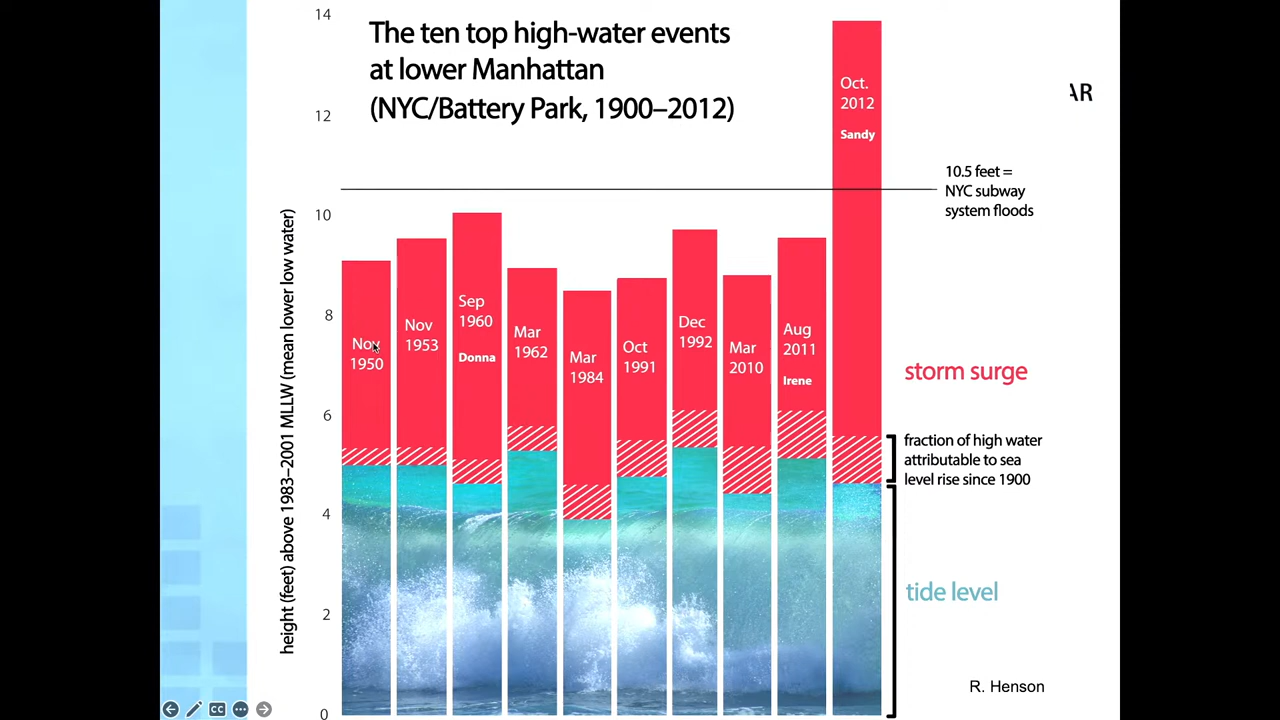 The ten top high-water events
at lower Manhattan
(NYC/Battery Park, 1900–2012)
AR
14
12
10
8
6
4
2
0
height (feet) above 1983–2001 MLLW (mean lower low water)
Nov
1950
Nov
1953
Sep
1960
Donna
Mar
1962
Mar
1984
Oct
1991
Dec
1992
Mar
2010
Aug
2011
Irene
Oct.
2012
Sandy
10.5 feet =
NYC subway
system floods
storm surge
fraction of high water
attributable to sea
level rise since 1900
tide level
R. Henson
CC